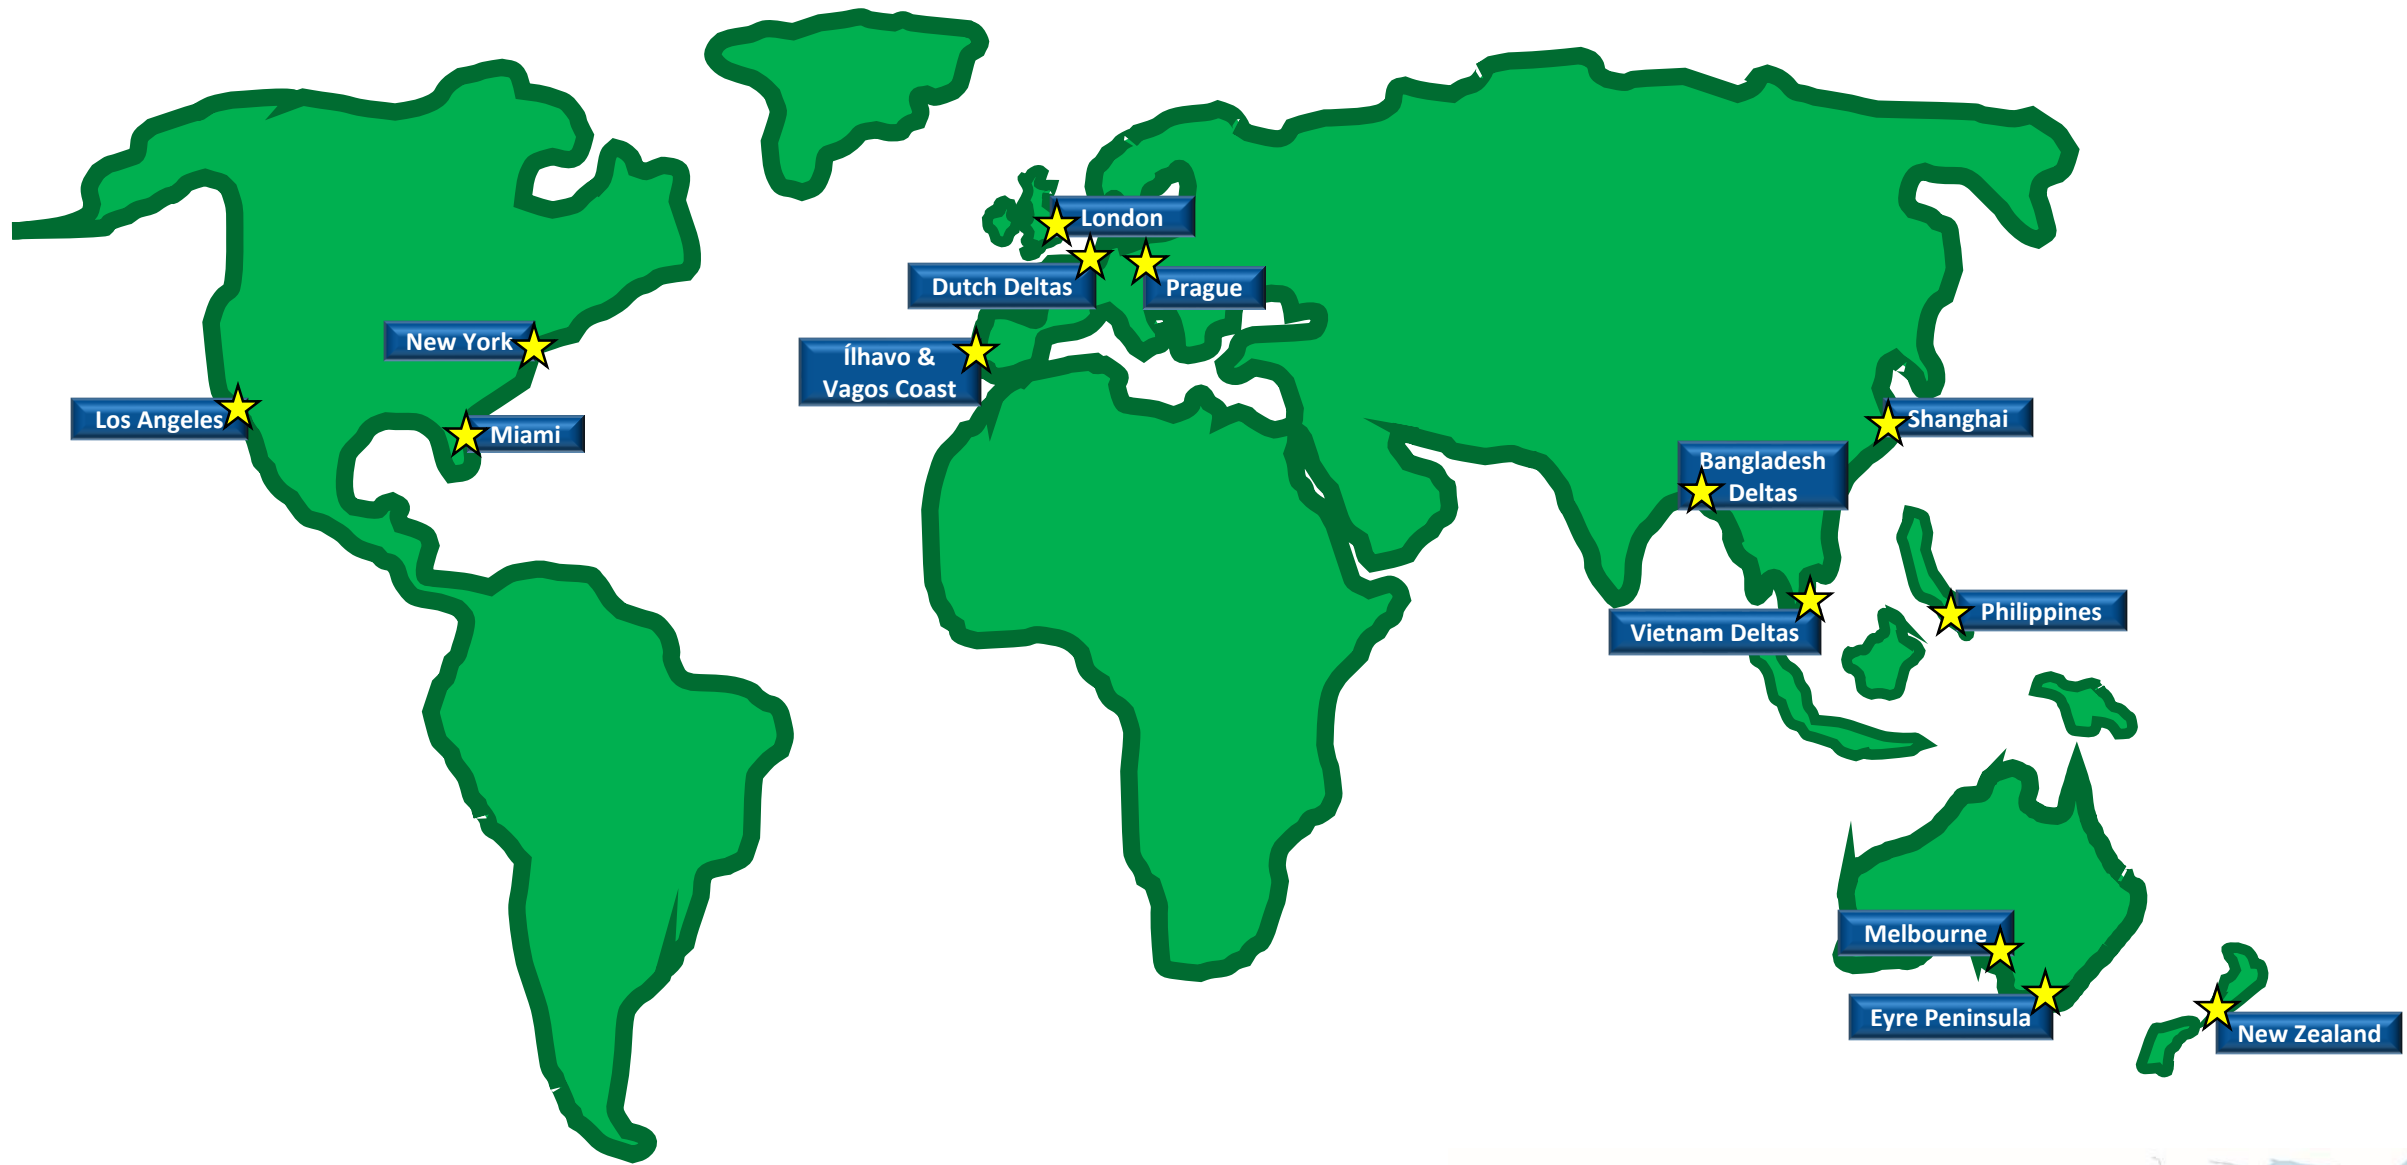 London
Dutch Deltas
Prague
New York
Ílhavo &
Vagos Coast
Los Angeles
Miami
Shanghai
Bangladesh
Deltas
Philippines
Vietnam Deltas
Melbourne
Eyre Peninsula
New Zealand